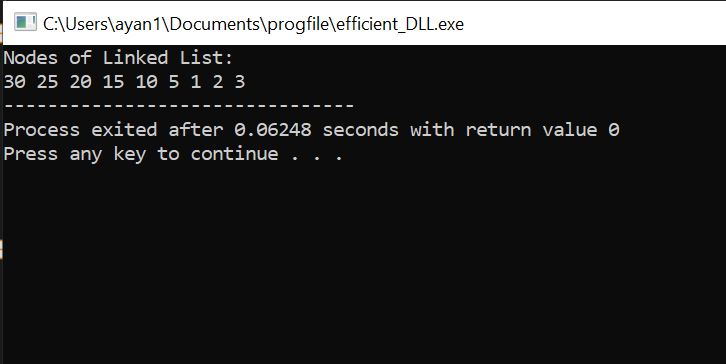 C:\Users\ayan1\Documents\progfile\efficient_DLL.exe
Nodes of Linked List:
30 25 20 15 10 5 1 2 3
--------------------------------
Process exited after 0.06248 seconds with return value 0
Press any key to continue . . .